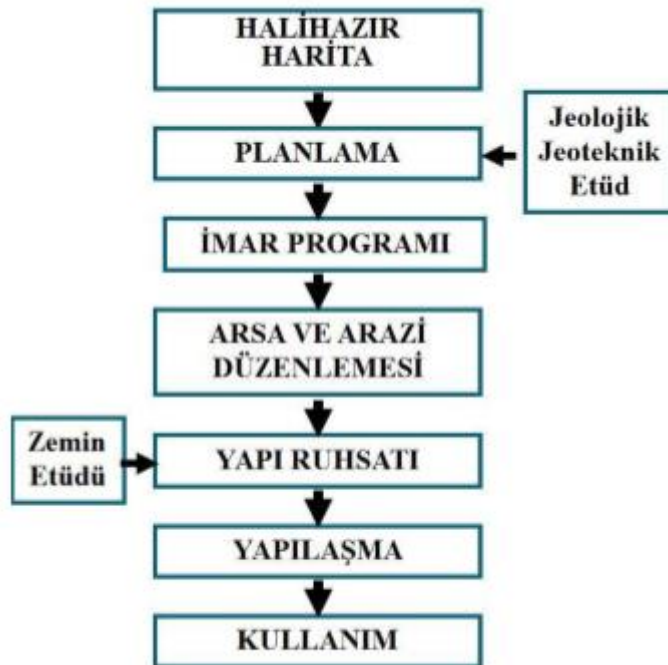 HALİHAZIR
HARİTA
PLANLAMA
Jeolojik
Jeoteknik
Etüd
İMAR PROGRAMI
ARSA VE ARAZİ
DÜZENLEMESİ
Zemin
Etüdü
YAPI RUHSATI
YAPILAŞMA
KULLANIM